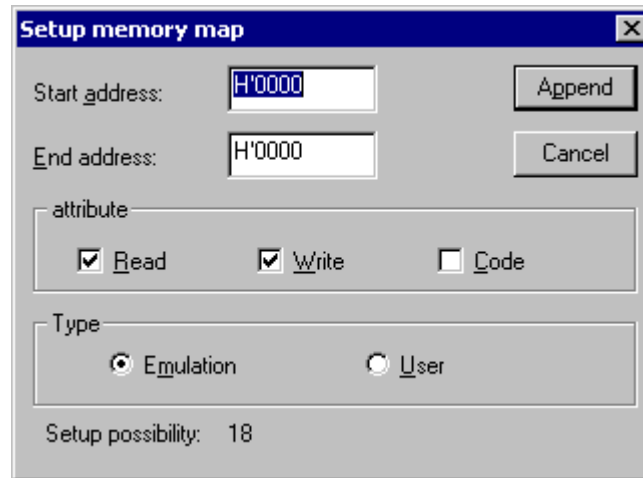 Setup memory map
Start address: H'0000 Append
End address: H'0000 Cancel
attribute
Read Write Code
Type
Emulation User
Setup possibility: 18